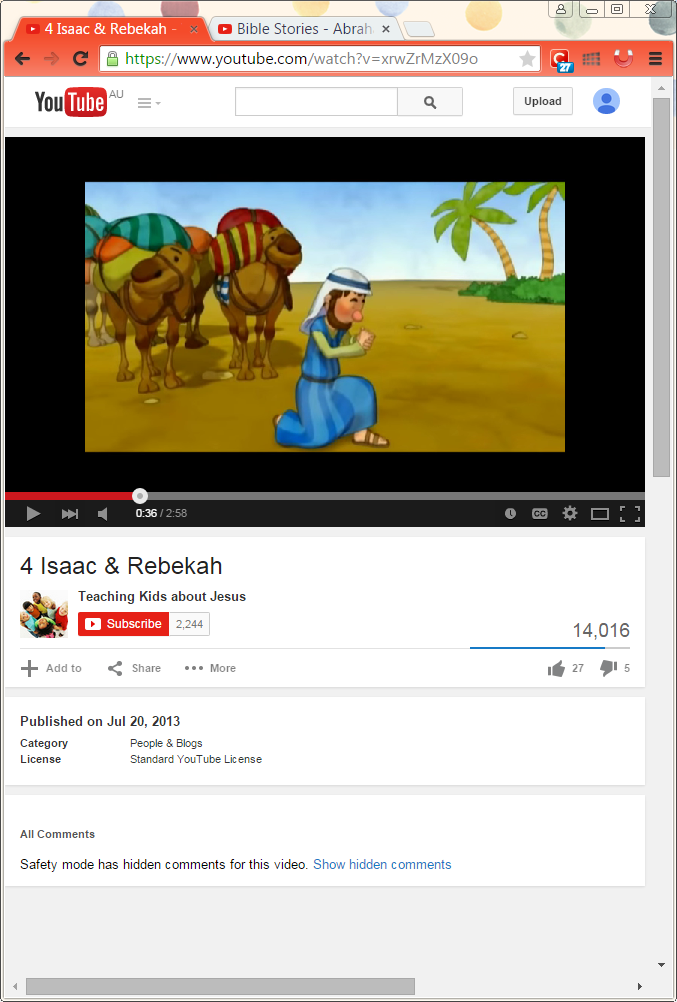 4 Isaac & Rebekah -
Bible Stories - Abrah
https://www.youtube.com/watch?v=xrwZrMzX09o
27
YouTube AU
Upload
0:36 / 2:58
CC
4 Isaac & Rebekah
Teaching Kids about Jesus
Subscribe 2,244
14,016
Add to Share More 27 5
Published on Jul 20, 2013
Category People & Blogs
License Standard YouTube License
All Comments
Safety mode has hidden comments for this video. Show hidden comments